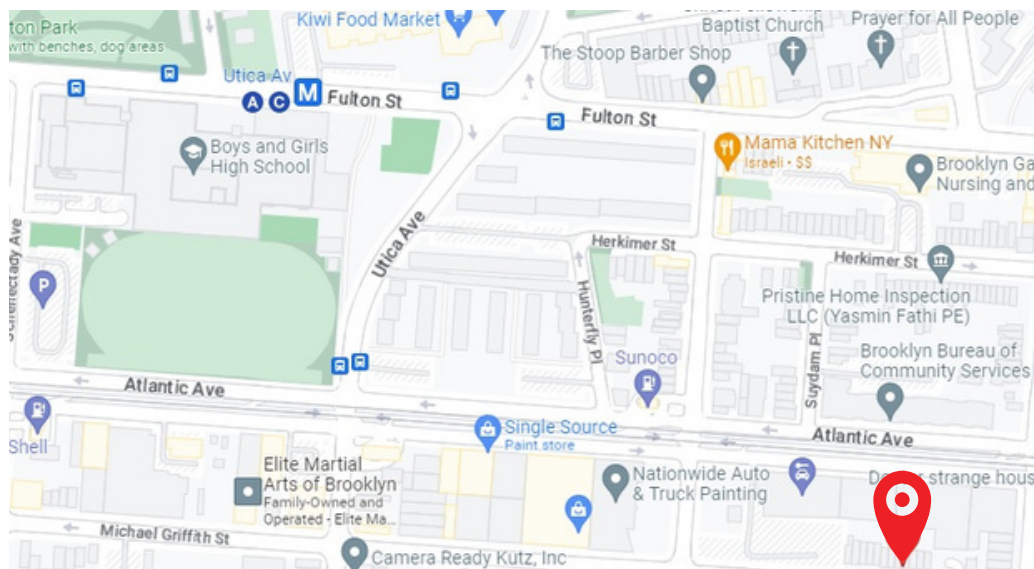 Kiwi Food Market
Baptist Church
Prayer for All People
ton Park
with benches, dog areas
The Stoop Barber Shop
Utica Av
M
A C
Fulton St
Fulton St
Boys and Girls
High School
Mama Kitchen NY
Israeli • $$
Brooklyn Ga
Nursing and
Utica Ave
Herkimer St
Herkimer St
Schenectady Ave
P
Hunterfly Pl
Pristine Home Inspection
LLC (Yasmin Fathi PE)
Suydam Pl
Sunoco
Brooklyn Bureau of
Community Services
Atlantic Ave
Shell
Single Source
Paint store
Atlantic Ave
Elite Martial
Arts of Brooklyn
Family-Owned and
Operated - Elite Ma...
Nationwide Auto
& Truck Painting
strange hous
Michael Griffith St
Camera Ready Kutz, Inc